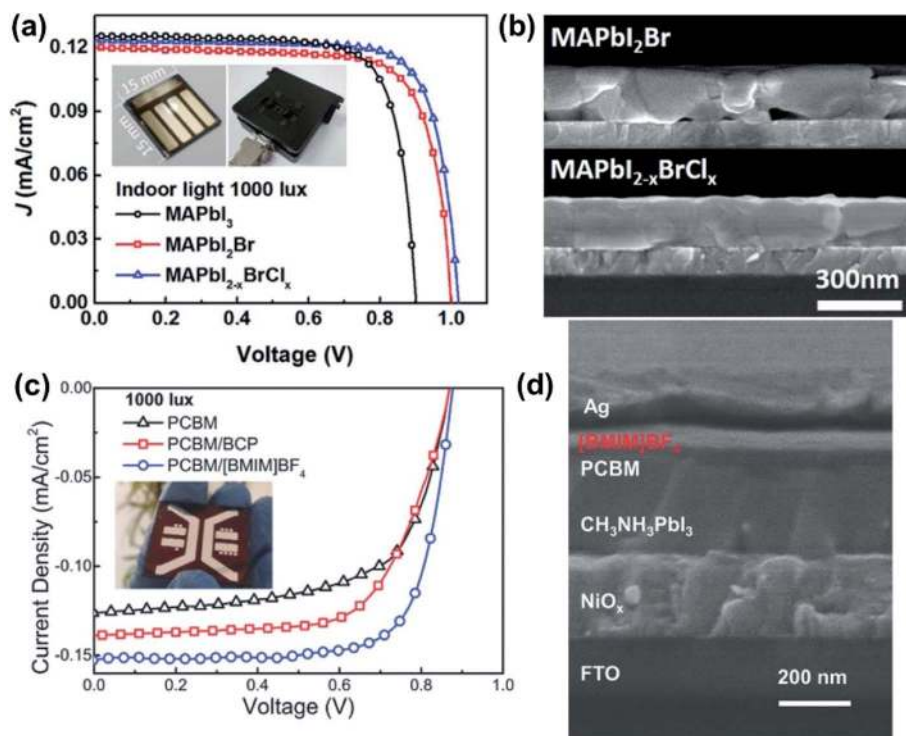 (a)
J (mA/cm²)
0.12
0.09
0.06
0.03
0.00
15 mm
15 mm
Indoor light 1000 lux
MAPbI₃
MAPbI₂Br
MAPbI₂₋ₓBrClₓ
0.0 0.2 0.4 0.6 0.8 1.0
Voltage (V)
(b)
MAPbI₂Br
MAPbI₂₋ₓBrClₓ
300nm
(c)
Current Density (mA/cm²)
0.00
-0.05
-0.10
-0.15
1000 lux
PCBM
PCBM/BCP
PCBM/[BMIM]BF₄
0.0 0.2 0.4 0.6 0.8 1.0
Voltage (V)
(d)
Ag
[BMIM]BF₄
PCBM
CH₃NH₃PbI₃
NiOₓ
FTO
200 nm